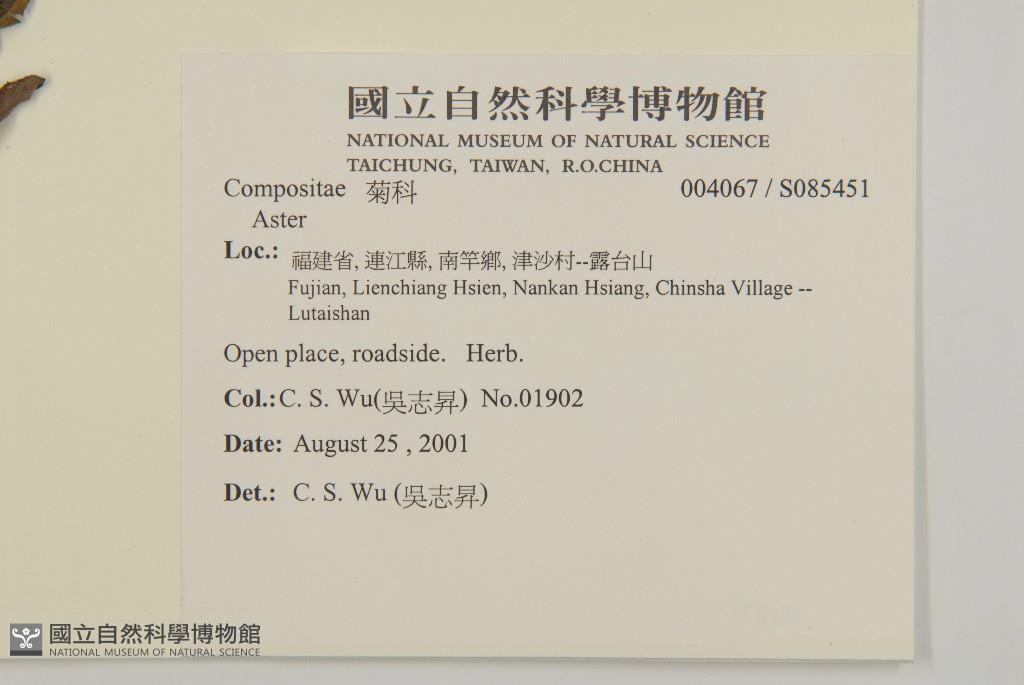 國立自然科學博物館
NATIONAL MUSEUM OF NATURAL SCIENCE
TAICHUNG, TAIWAN, R.O.CHINA
Compositae 菊科 004067 / S085451
Aster
Loc.: 福建省, 連江縣, 南竿鄉, 津沙村--露台山
Fujian, Lienchiang Hsien, Nankan Hsiang, Chinsha Village --
Lutaishan
Open place, roadside. Herb.
Col.: C. S. Wu(吳志昇) No.01902
Date: August 25 , 2001
Det.: C. S. Wu (吳志昇)
國立自然科學博物館
NATIONAL MUSEUM OF NATURAL SCIENCE